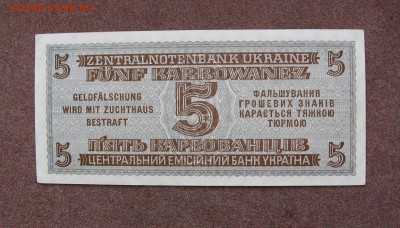 5 ZENTRALNOTENBANK UKRAINE 5
FÜNF KARBOWANEZ
GELDFÄLSCHUNG
WIRD MIT ZUCHTHAUS
BESTRAFT
5
ФАЛЬШУВАННЯ
ГРОШЕВИХ ЗНАКІВ
КАРАЄТЬСЯ ТЯЖКОЮ
ТЮРМОЮ
П'ЯТЬ КАРБОВАНЦІВ
5 ЦЕНТРАЛЬНИЙ ЕМІСІЙНИЙ БАНК УКРАЇНА 5